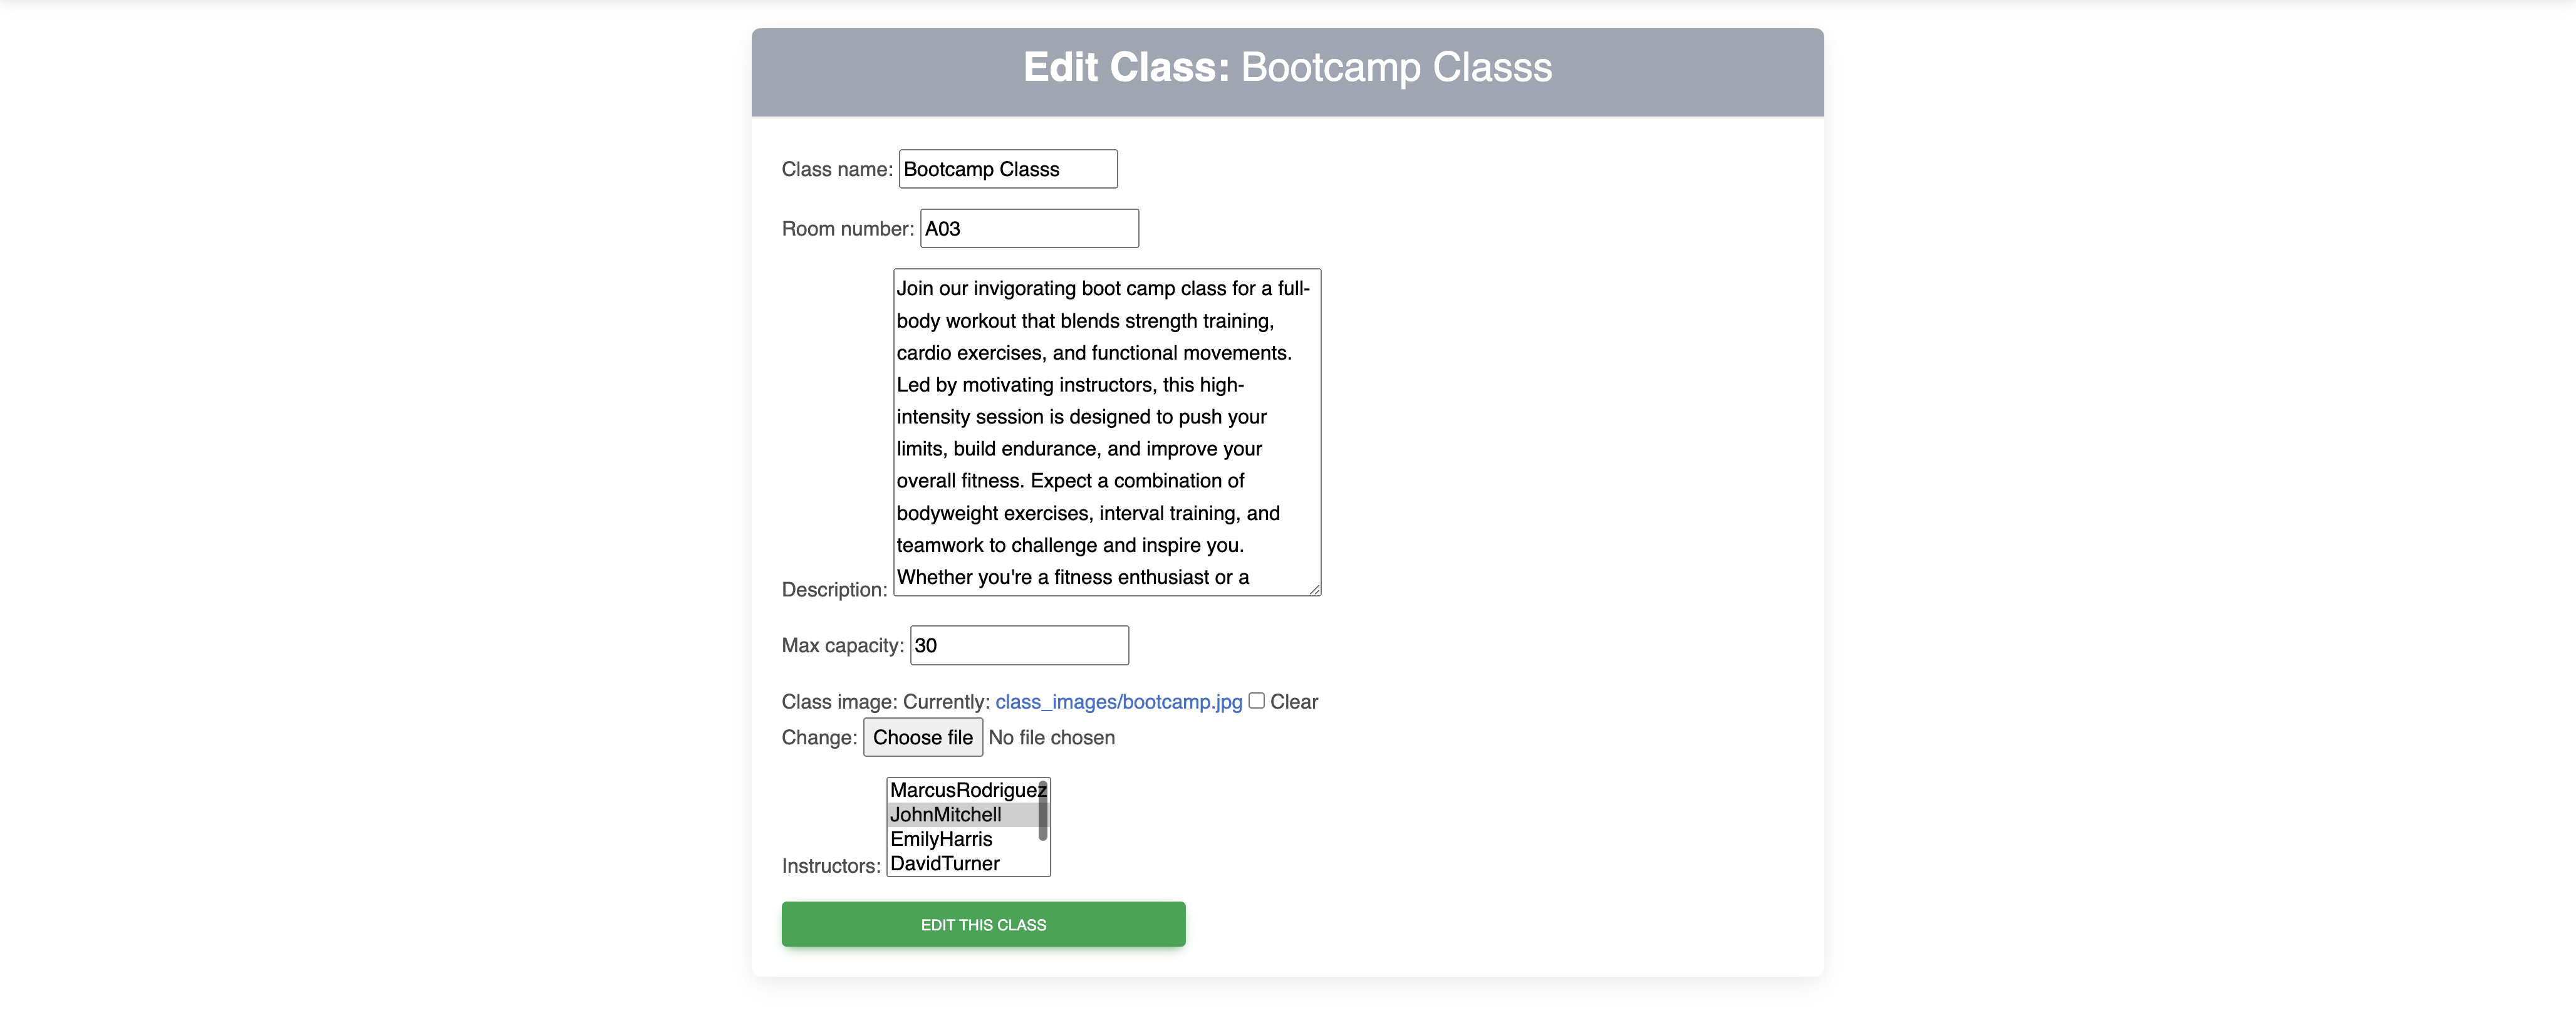 Edit Class: Bootcamp Classs
Class name: Bootcamp Classs
Room number: A03
Join our invigorating boot camp class for a full-
body workout that blends strength training,
cardio exercises, and functional movements.
Led by motivating instructors, this high-
intensity session is designed to push your
limits, build endurance, and improve your
overall fitness. Expect a combination of
bodyweight exercises, interval training, and
teamwork to challenge and inspire you.
Whether you're a fitness enthusiast or a
Description:
Max capacity: 30
Class image: Currently: class_images/bootcamp.jpg Clear
Change: Choose file No file chosen
MarcusRodriguez
JohnMitchell
EmilyHarris
DavidTurner
Instructors:
EDIT THIS CLASS